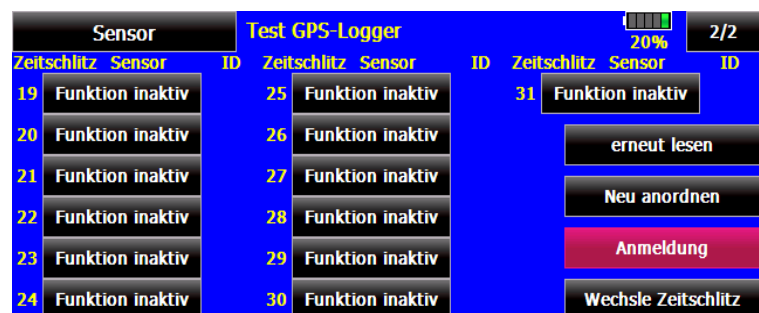 Sensor Test GPS-Logger 20% 2/2
Zeitschlitz Sensor ID Zeitschlitz Sensor ID Zeitschlitz Sensor ID
19 Funktion inaktiv 25 Funktion inaktiv 31 Funktion inaktiv
20 Funktion inaktiv 26 Funktion inaktiv erneut lesen
21 Funktion inaktiv 27 Funktion inaktiv Neu anordnen
22 Funktion inaktiv 28 Funktion inaktiv
23 Funktion inaktiv 29 Funktion inaktiv Anmeldung
24 Funktion inaktiv 30 Funktion inaktiv Wechsle Zeitschlitz